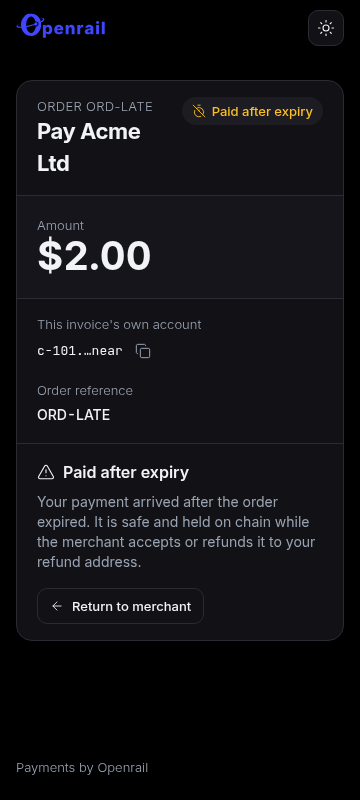 Openrail
ORDER ORD-LATE
Paid after expiry
Pay Acme
Ltd
Amount
$2.00
This invoice's own account
c-101.…near
Order reference
ORD-LATE
Paid after expiry
Your payment arrived after the order
expired. It is safe and held on chain while
the merchant accepts or refunds it to your
refund address.
Return to merchant
Payments by Openrail